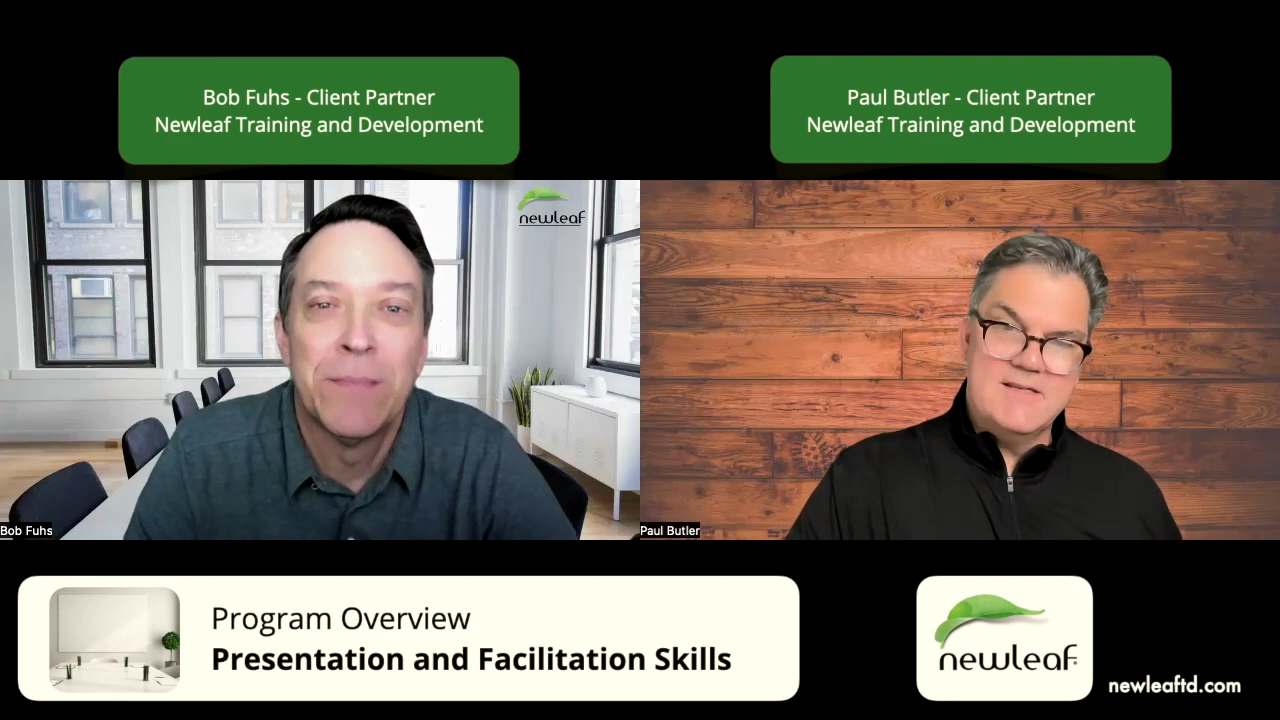 Bob Fuhs - Client Partner
Newleaf Training and Development
Paul Butler - Client Partner
Newleaf Training and Development
newleaf
Bob Fuhs
Paul Butler
Program Overview
Presentation and Facilitation Skills
newleaf
newleaftd.com